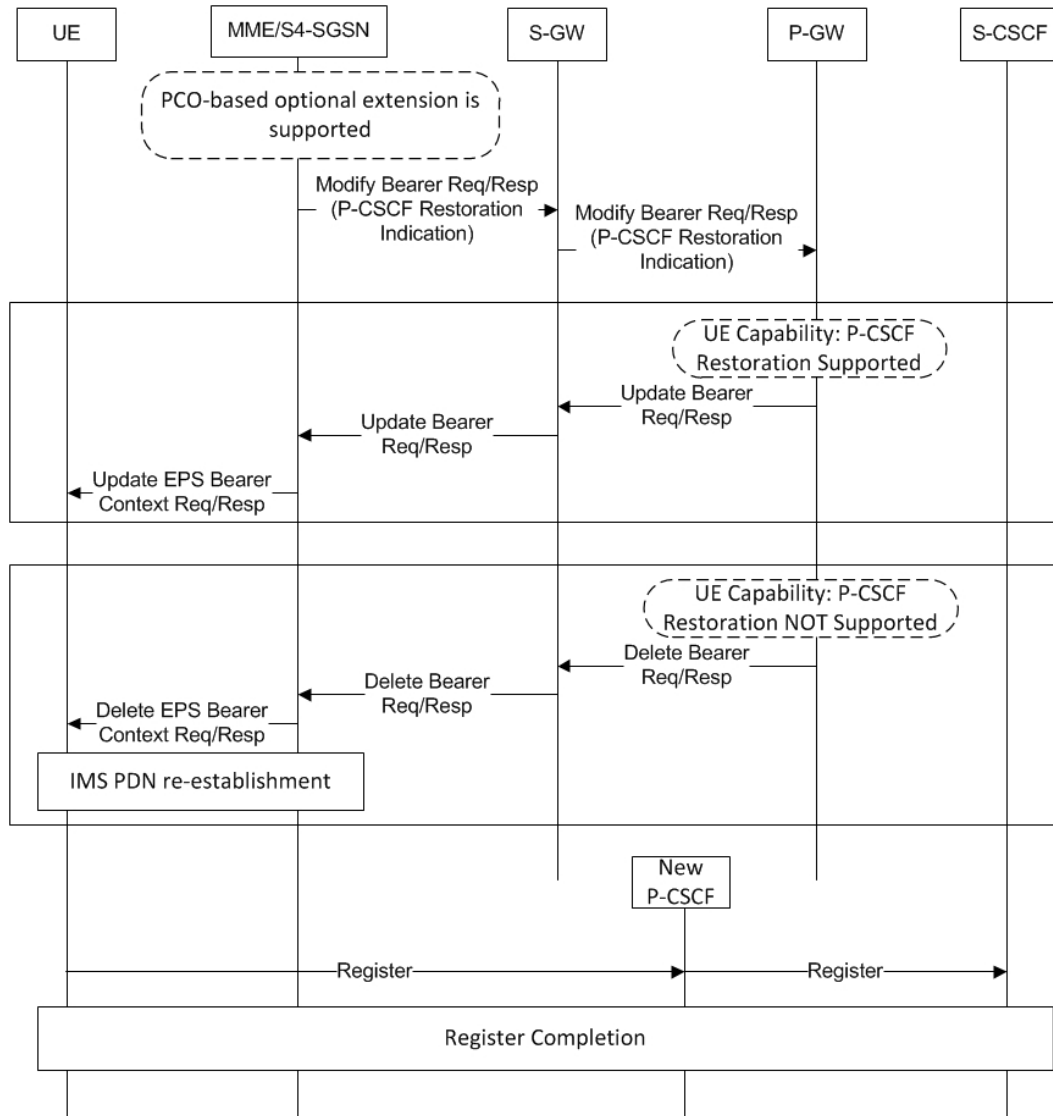 UE
MME/S4-SGSN
S-GW
P-GW
S-CSCF
PCO-based optional extension is
supported
Modify Bearer Req/Resp
(P-CSCF Restoration
Indication)
Modify Bearer Req/Resp
(P-CSCF Restoration
Indication)
UE Capability: P-CSCF
Restoration Supported
Update Bearer
Req/Resp
Update Bearer
Req/Resp
Update EPS Bearer
Context Req/Resp
UE Capability: P-CSCF
Restoration NOT Supported
Delete Bearer
Req/Resp
Delete Bearer
Req/Resp
Delete EPS Bearer
Context Req/Resp
IMS PDN re-establishment
New
P-CSCF
Register
Register
Register Completion